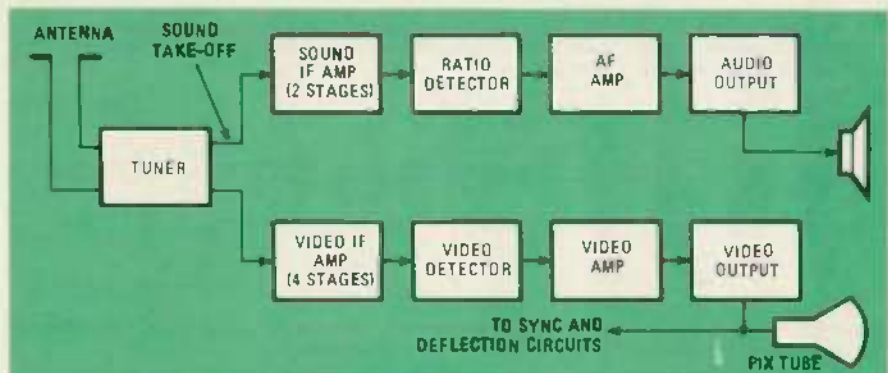 ANTENNA
SOUND
TAKE-OFF
TUNER
SOUND
IF AMP
(2 STAGES)
RATIO
DETECTOR
AF
AMP
AUDIO
OUTPUT
VIDEO IF
AMP
(4 STAGES)
VIDEO
DETECTOR
VIDEO
AMP
VIDEO
OUTPUT
TO SYNC AND
DEFLECTION CIRCUITS
PIX TUBE